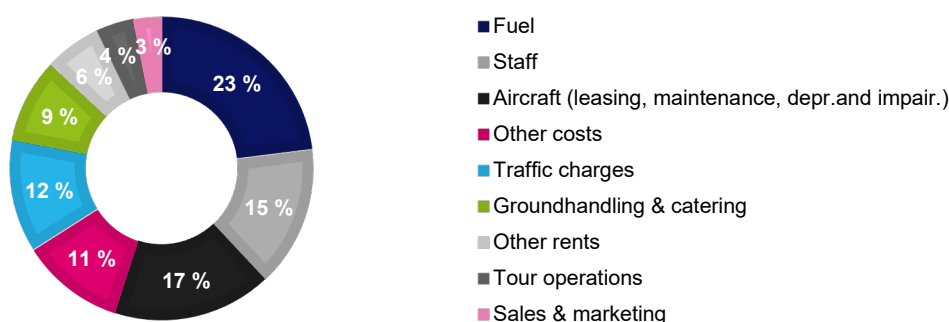 23 %
15 %
17 %
11 %
12 %
9 %
6 %
4 %
3 %
Fuel
Staff
Aircraft (leasing, maintenance, depr.and impair.)
Other costs
Traffic charges
Groundhandling & catering
Other rents
Tour operations
Sales & marketing